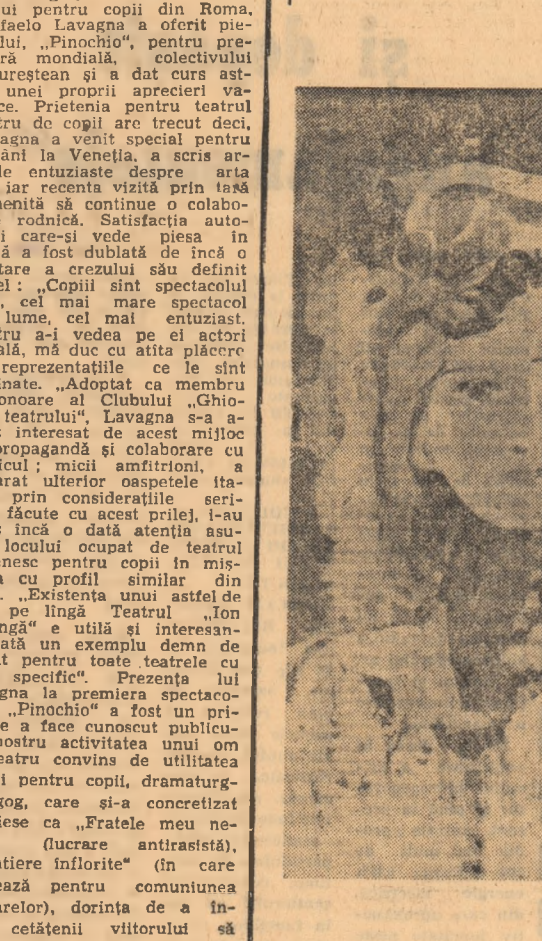 ui pentru copii din Roma,
faelo Lavagna a oferit pie-
lui, „Pinochio“, pentru pre-
ră mondială, colectivului
ureștean și a dat curs ast-
unei proprii aprecieri va-
ce. Prietenia pentru teatrul
tru de copii are trecut deci,
vagna a venit special pentru
âni la Veneția, a scris ar-
le entuziaste despre arta
iar recenta vizită prin țară
menită să continue o colabo-
rodnică. Satisfacția auto-
i care-și vede piesa în
ă a fost dublată de încă o
tare a crezului său definit
el : „Copiii sînt spectacolul
, cel mai mare spectacol
lume, cel mai entuziast.
tru a-i vedea pe ei actori
ală, mă duc cu atîta plăcere
reprezentațiile ce le sînt
inate. „Adoptat ca membru
onoare al Clubului „Ghio-
teatrului“, Lavagna s-a a-
s interesat de acest mijloc
propagandă și colaborare cu
icul ; micii amfitrioni, a
arat ulterior oaspetele ita-
prin considerațiile seri-
făcute cu acest prilej, i-au
s încă o dată atenția asu-
locului ocupat de teatrul
nesc pentru copii în miș-
a cu profil similar din
. „Existența unui astfel de
pe lîngă Teatrul „Ion
ngă“ e utilă și interesan-
ată un exemplu demn de
t pentru toate teatrele cu
specific“. Prezența lui
gna la premiera spectaco-
„Pinochio“ a fost un pri-
e a face cunoscut publicu-
nostru activitatea unui om
eatru convins de utilitatea
i pentru copii, dramaturg-
gog, care și-a concretizat
iese ca „Fratele meu ne-
(lucrare antirasistă),
tiere înflorite“ (în care
ează pentru comuniunea
arelor), dorința de a în-
cetățenii viitorului să